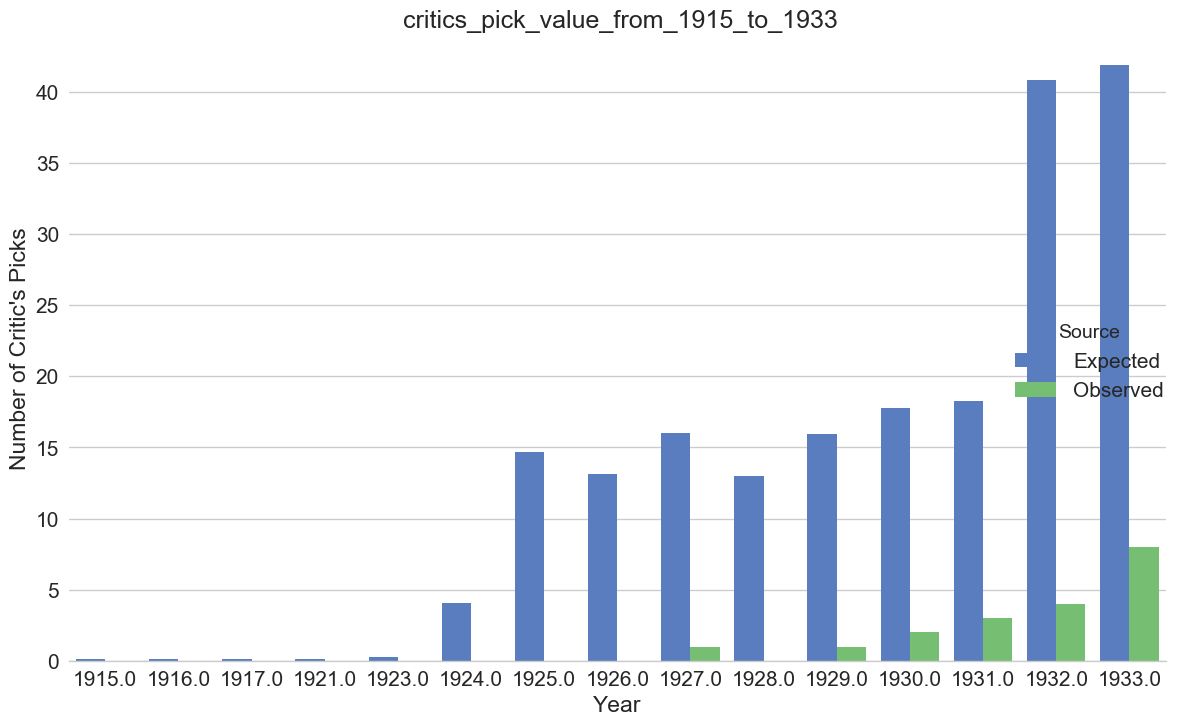 critics_pick_value_from_1915_to_1933
Number of Critic's Picks
40
35
30
25
20
15
10
5
0
Source
Expected
Observed
1915.0 1916.0 1917.0 1921.0 1923.0 1924.0 1925.0 1926.0 1927.0 1928.0 1929.0 1930.0 1931.0 1932.0 1933.0
Year